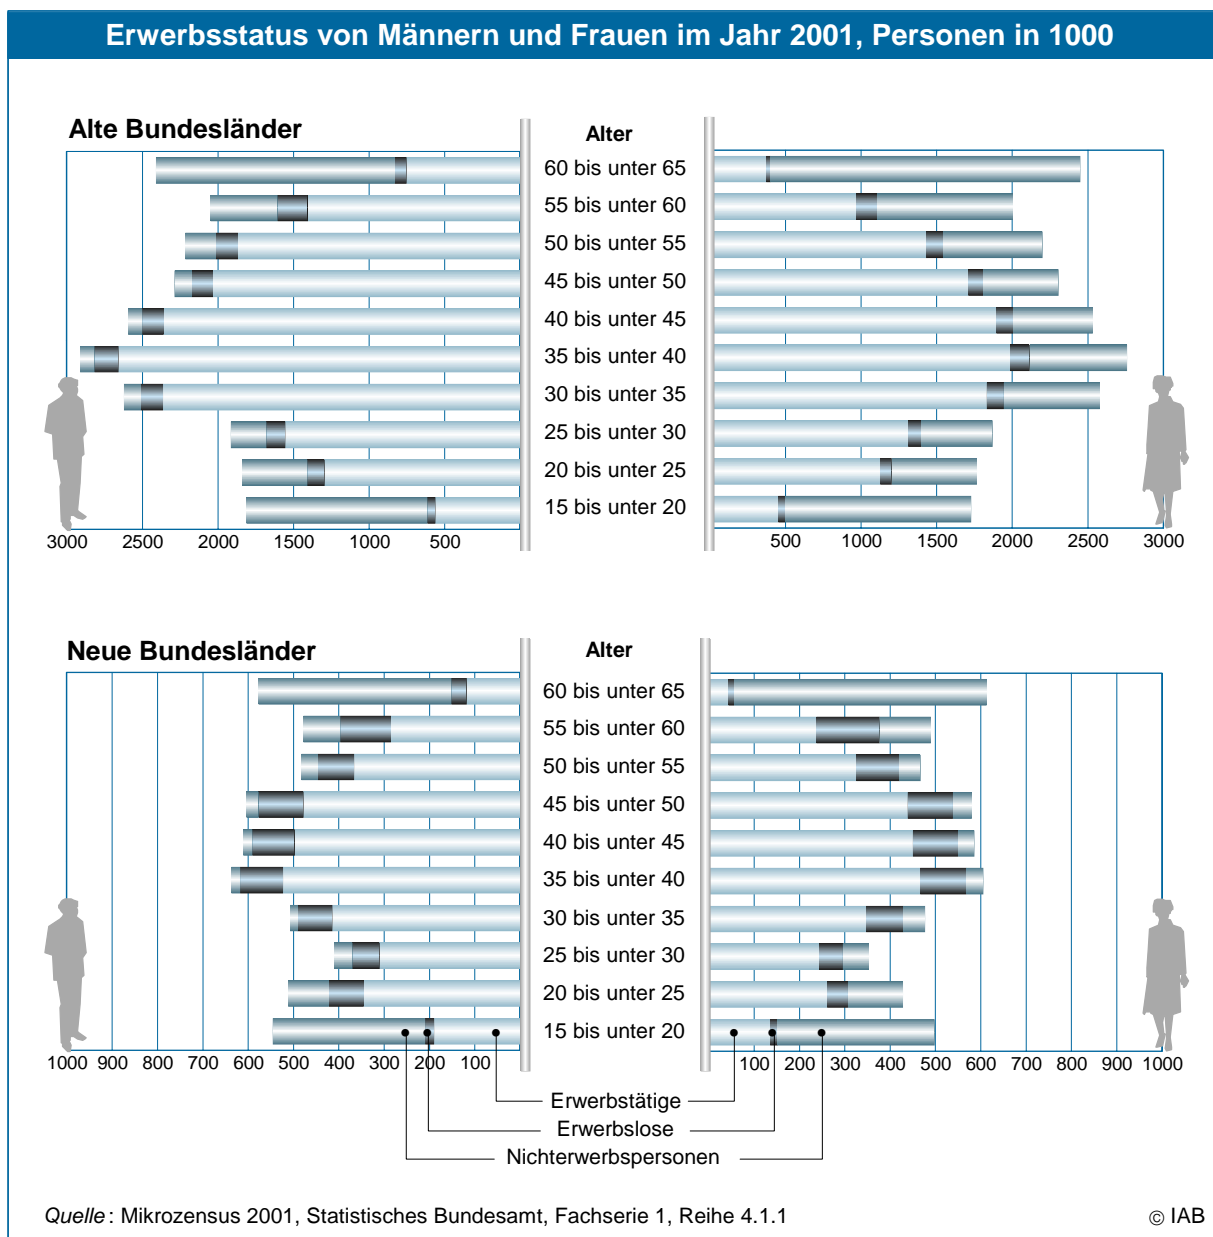 Erwerbsstatus von Männern und Frauen im Jahr 2001, Personen in 1000
Alte Bundesländer
Alter
60 bis unter 65
55 bis unter 60
50 bis unter 55
45 bis unter 50
40 bis unter 45
35 bis unter 40
30 bis unter 35
25 bis unter 30
20 bis unter 25
15 bis unter 20
3000 2500 2000 1500 1000 500
500 1000 1500 2000 2500 3000
Neue Bundesländer
Alter
60 bis unter 65
55 bis unter 60
50 bis unter 55
45 bis unter 50
40 bis unter 45
35 bis unter 40
30 bis unter 35
25 bis unter 30
20 bis unter 25
15 bis unter 20
1000 900 800 700 600 500 400 300 200 100
100 200 300 400 500 600 700 800 900 1000
Erwerbstätige
Erwerbslose
Nichterwerbspersonen
Quelle: Mikrozensus 2001, Statistisches Bundesamt, Fachserie 1, Reihe 4.1.1
© IAB